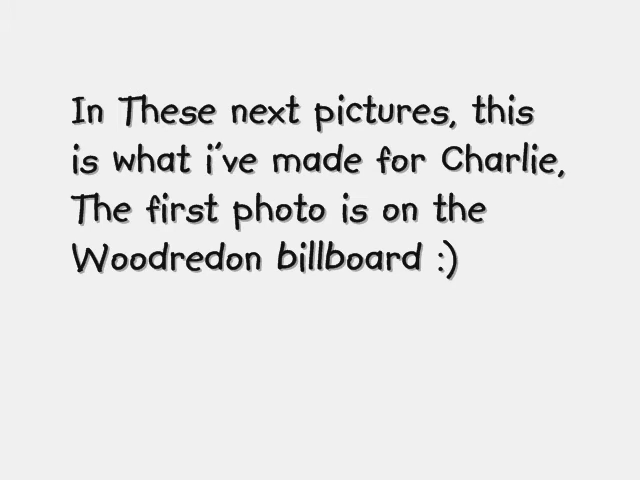 In These next pictures, this
is what i've made for Charlie,
The first photo is on the
Woodredon billboard :)